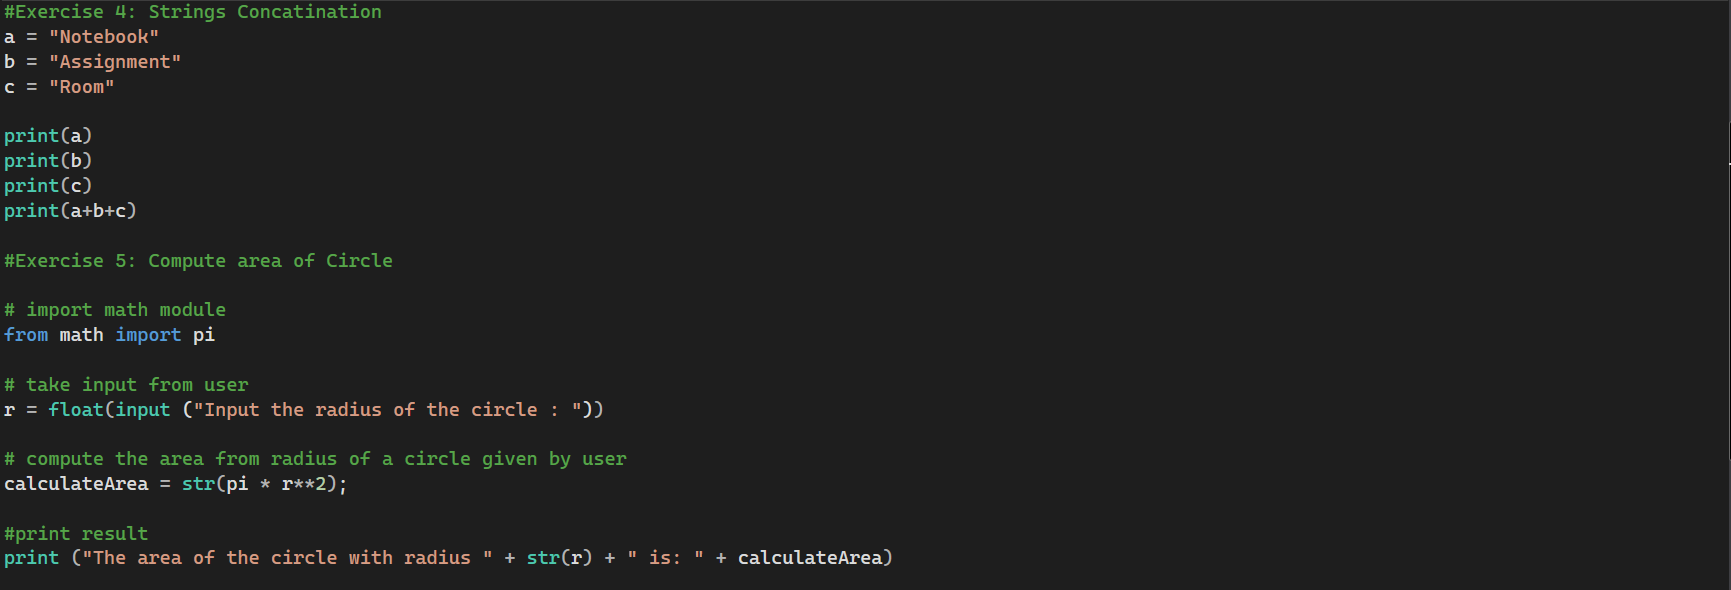 #Exercise 4: Strings Concatination
a = "Notebook"
b = "Assignment"
c = "Room"
print(a)
print(b)
print(c)
print(a+b+c)
#Exercise 5: Compute area of Circle
# import math module
from math import pi
# take input from user
r = float(input ("Input the radius of the circle : "))
# compute the area from radius of a circle given by user
calculateArea = str(pi * r**2);
#print result
print ("The area of the circle with radius " + str(r) + " is: " + calculateArea)